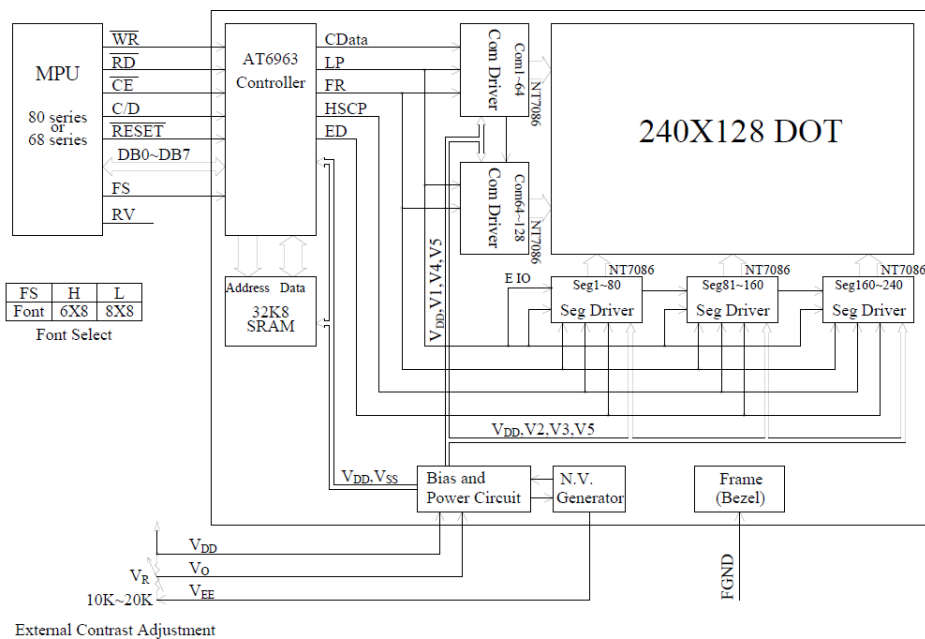 MPU
80 series
or
68 series
WR
RD
CE
C/D
RESET
DB0~DB7
FS
RV
AT6963
Controller
CData
LP
FR
HSCP
ED
Com Driver
Com1~64
NT7086
Com Driver
Com64~128
NT7086
240X128 DOT
Address Data
32K8
SRAM
FS H L
Font 6X8 8X8
Font Select
VDD,V1,V4,V5
E IO
NT7086
Seg1~80
Seg Driver
NT7086
Seg81~160
Seg Driver
NT7086
Seg160~240
Seg Driver
VDD,V2,V3,V5
VDD,VSS
Bias and
Power Circuit
N.V.
Generator
Frame
(Bezel)
FGND
VDD
VO
VR
VEE
10K~20K
External Contrast Adjustment